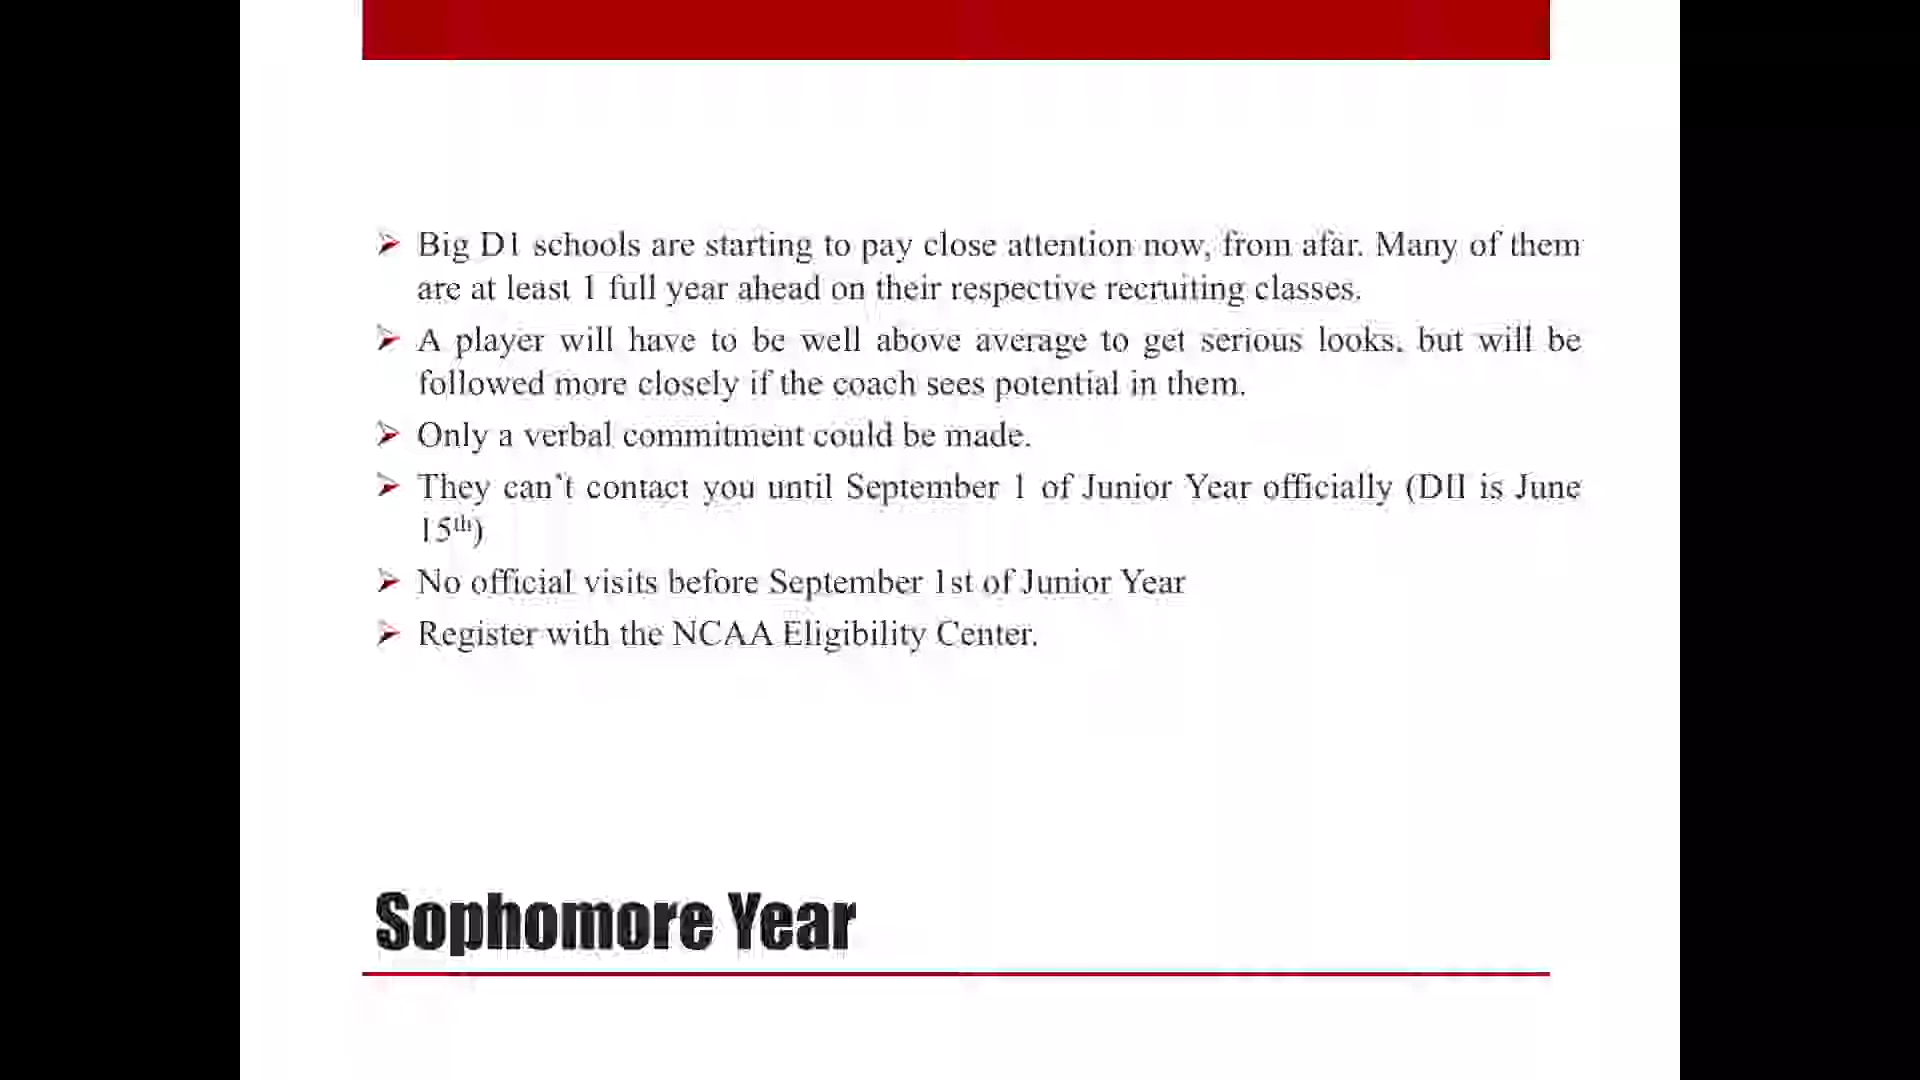 Big D1 schools are starting to pay close attention now, from afar. Many of them
are at least 1 full year ahead on their respective recruiting classes.
A player will have to be well above average to get serious looks, but will be
followed more closely if the coach sees potential in them.
Only a verbal commitment could be made.
They can't contact you until September 1 of Junior Year officially (DII is June
15th)
No official visits before September 1st of Junior Year
Register with the NCAA Eligibility Center.
Sophomore Year